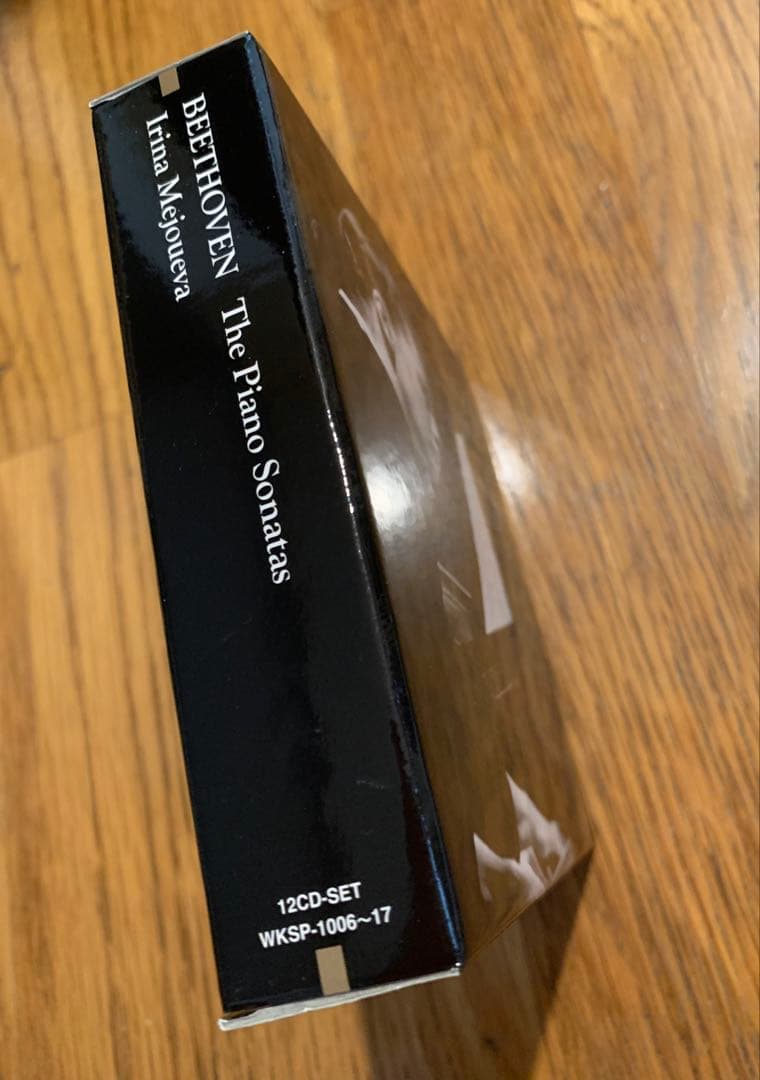 BEETHOVEN The Piano Sonatas
Irina Mejoueva
12CD-SET
WKSP-1006~17